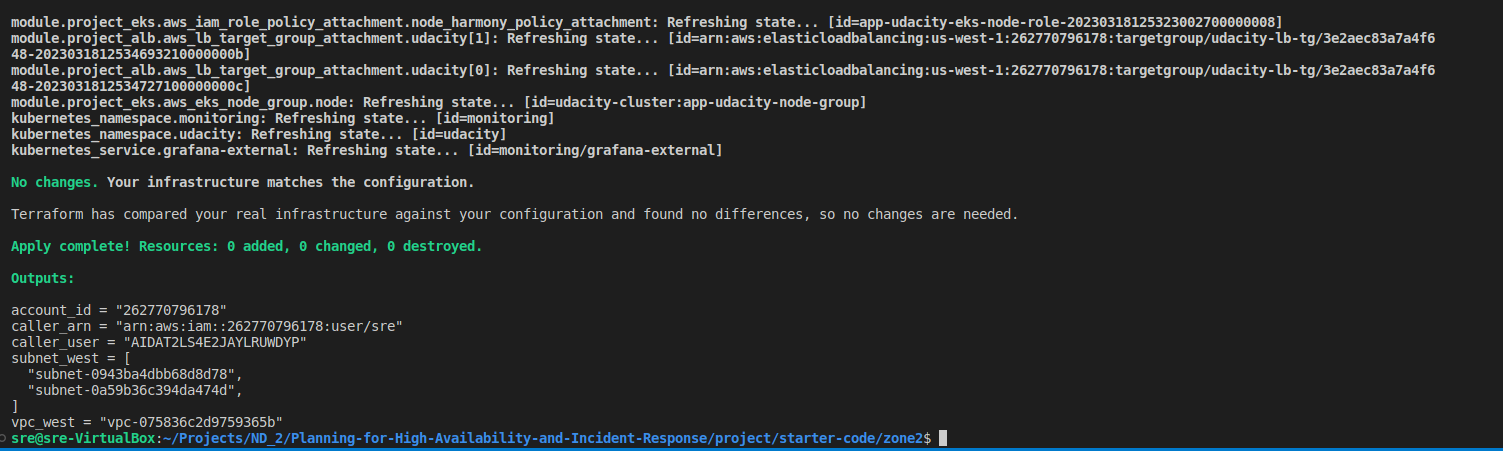 module.project_eks.aws_iam_role_policy_attachment.node_harmony_policy_attachment: Refreshing state... [id=app-udacity-eks-node-role-20230318125323002700000008]
module.project_alb.aws_lb_target_group_attachment.udacity[1]: Refreshing state... [id=arn:aws:elasticloadbalancing:us-west-1:262770796178:targetgroup/udacity-lb-tg/3e2aec83a7a4f6
48-20230318125346932100000000​0b]
module.project_alb.aws_lb_target_group_attachment.udacity[0]: Refreshing state... [id=arn:aws:elasticloadbalancing:us-west-1:262770796178:targetgroup/udacity-lb-tg/3e2aec83a7a4f6
48-2023031812534727100000000c]
module.project_eks.aws_eks_node_group.node: Refreshing state... [id=udacity-cluster:app-udacity-node-group]
kubernetes_namespace.monitoring: Refreshing state... [id=monitoring]
kubernetes_namespace.udacity: Refreshing state... [id=udacity]
kubernetes_service.grafana-external: Refreshing state... [id=monitoring/grafana-external]
No changes. Your infrastructure matches the configuration.
Terraform has compared your real infrastructure against your configuration and found no differences, so no changes are needed.
Apply complete! Resources: 0 added, 0 changed, 0 destroyed.
Outputs:
account_id = "262770796178"
caller_arn = "arn:aws:iam::262770796178:user/sre"
caller_user = "AIDAT2LS4E2JAYLRUWDYP"
subnet_west = [
  "subnet-0943ba4dbb68d8d78",
  "subnet-0a59b36c394da474d",
]
vpc_west = "vpc-075836c2d9759365b"
sre@sre-VirtualBox:~/Projects/ND_2/Planning-for-High-Availability-and-Incident-Response/project/starter-code/zone2$